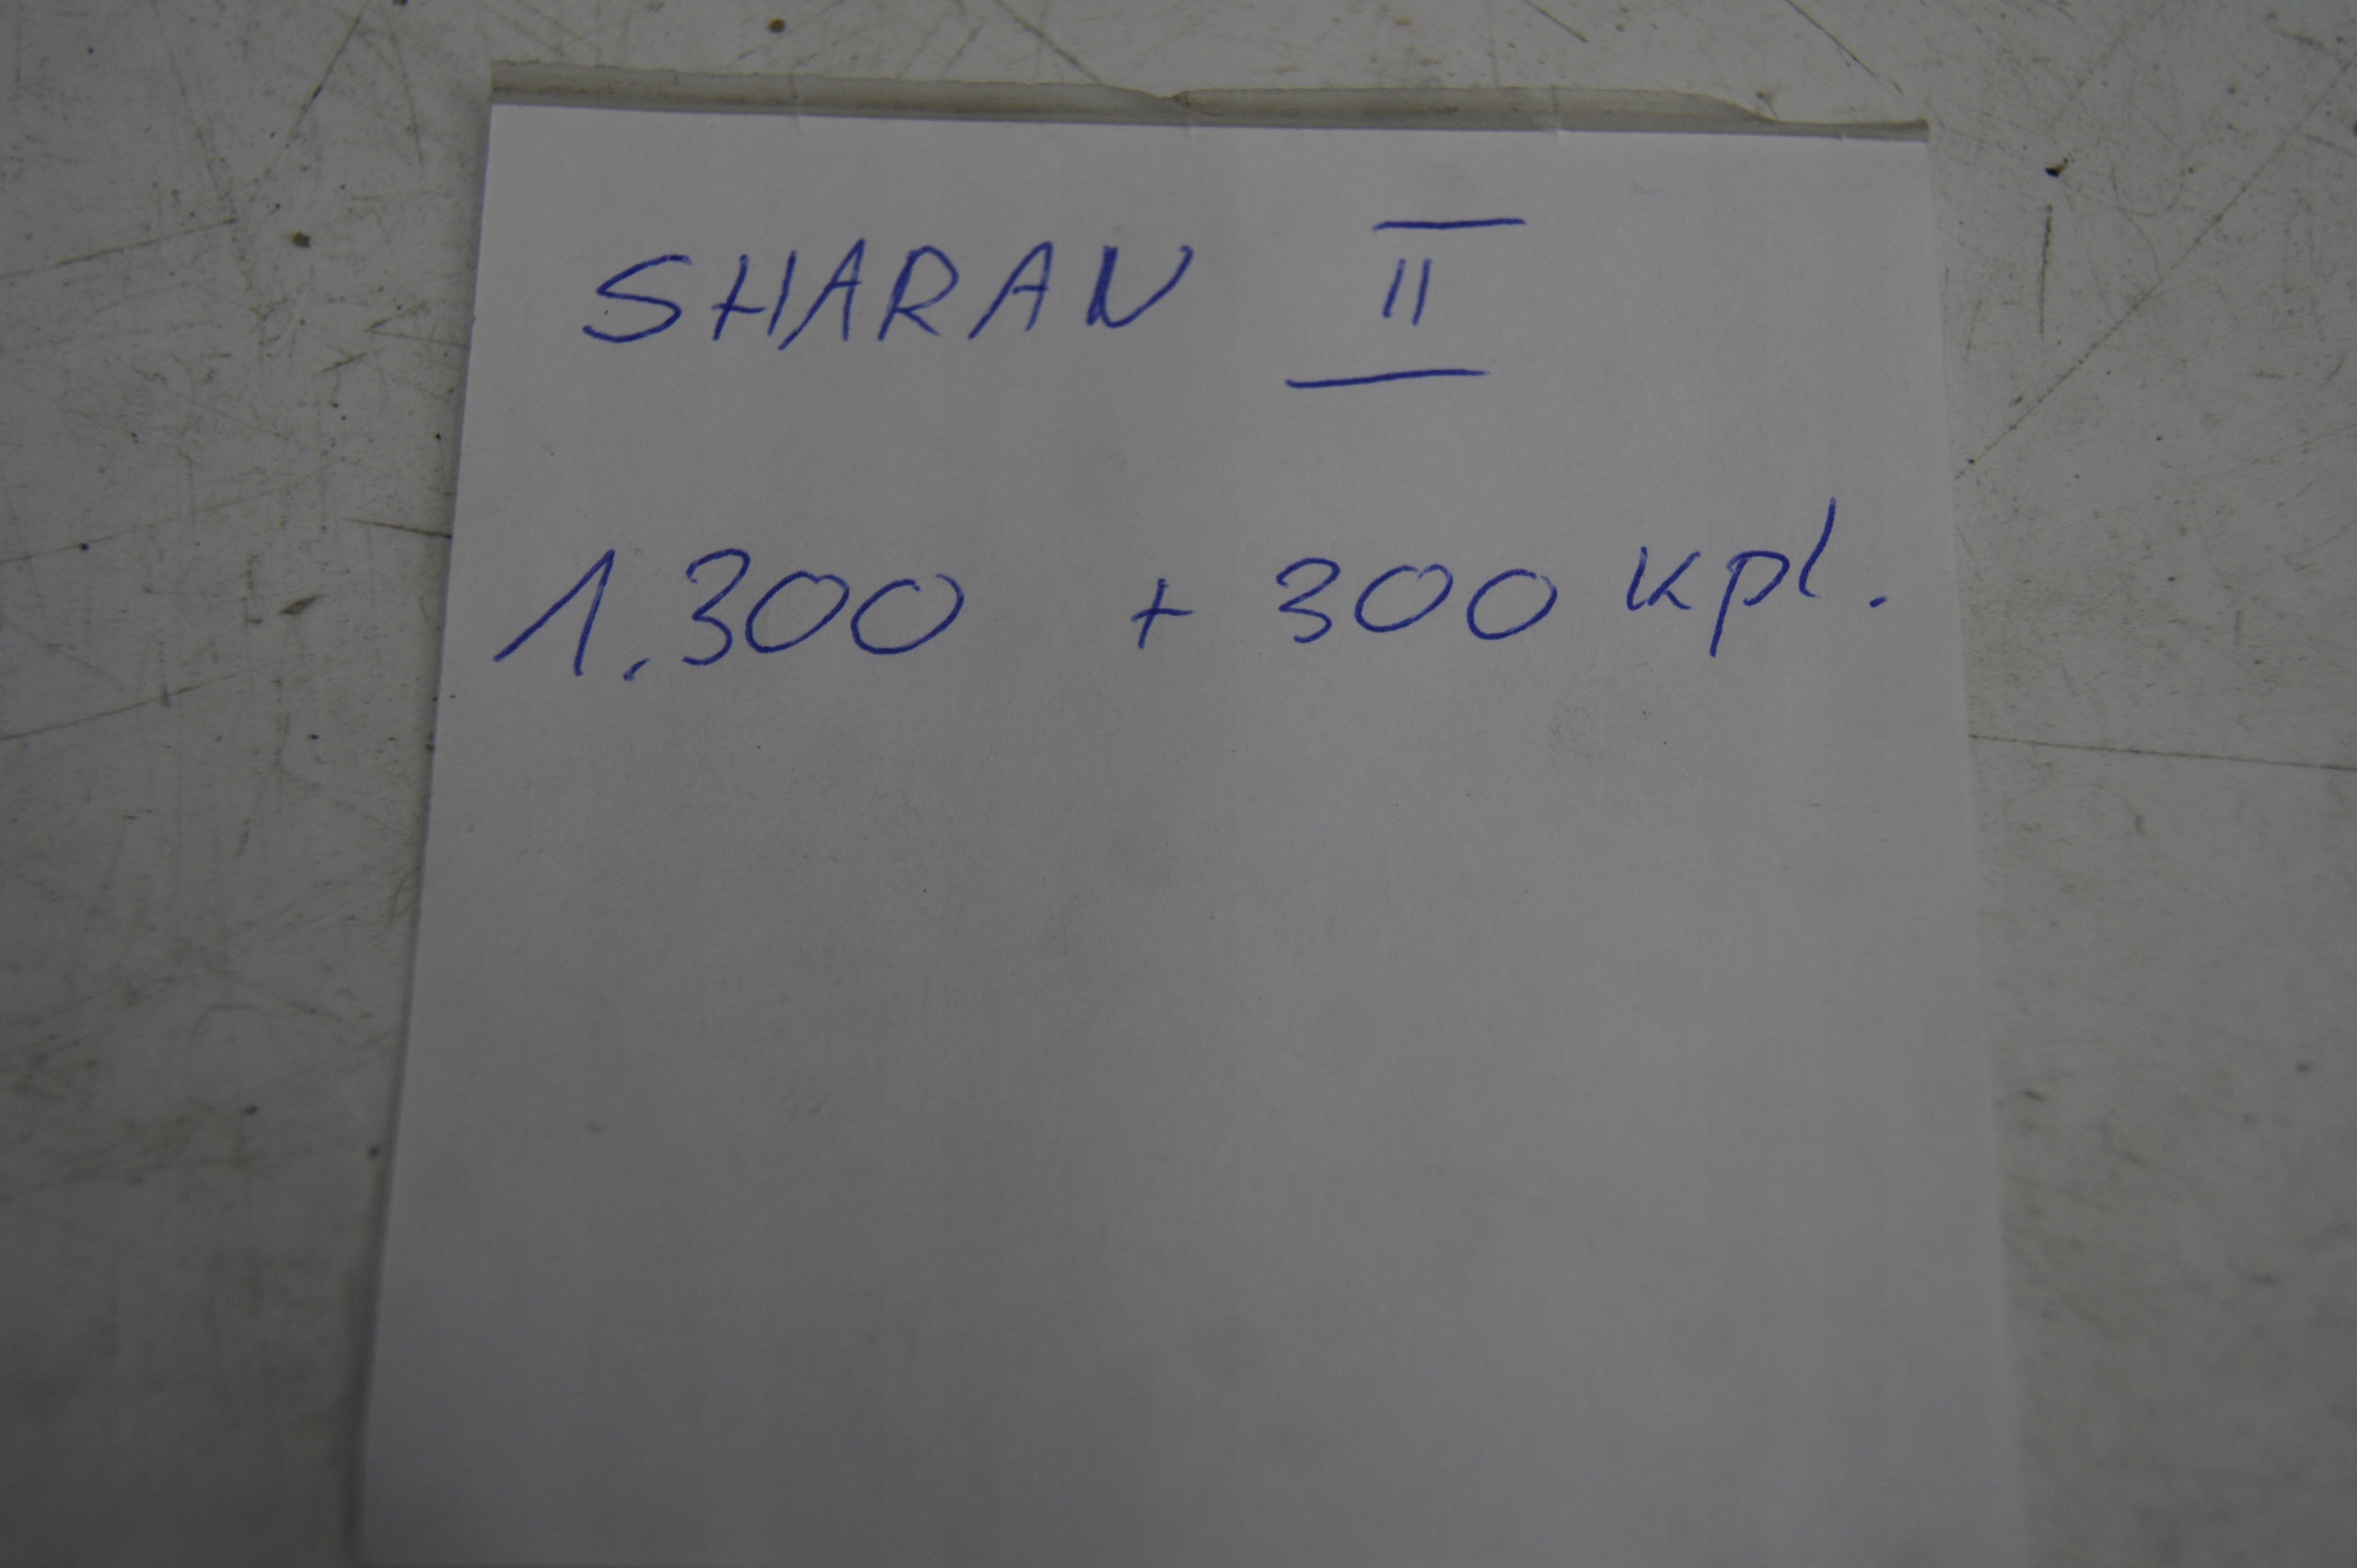 SHARAN II
1.300 + 300 kpl.